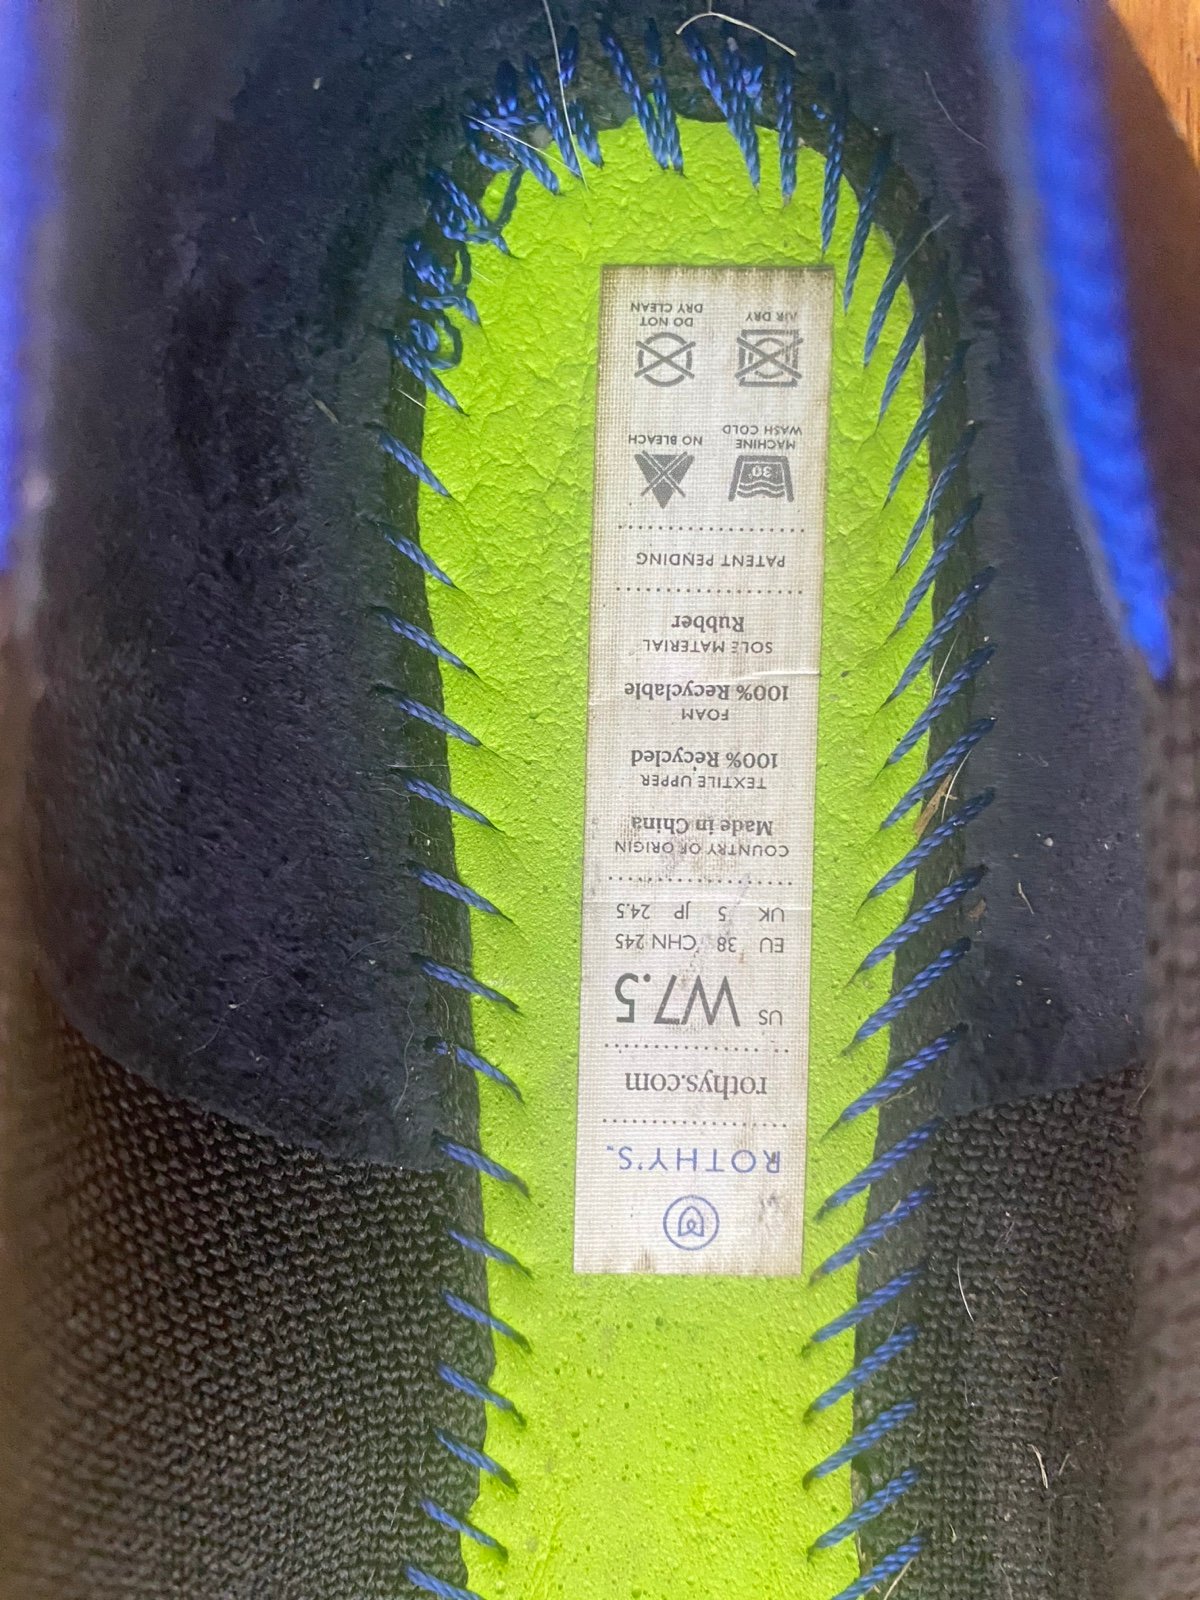 ROTHY'S™
rothys.com
US W7.5
EU 38 CHN 245
UK 5 JP 24.5
COUNTRY OF ORIGIN
Made in China
TEXTILE UPPER
100% Recycled
FOAM
100% Recyclable
SOLE MATERIAL
Rubber
PATENT PENDING
30°
MACHINE
WASH COLD
NO BLEACH
AIR DRY
DO NOT
DRY CLEAN